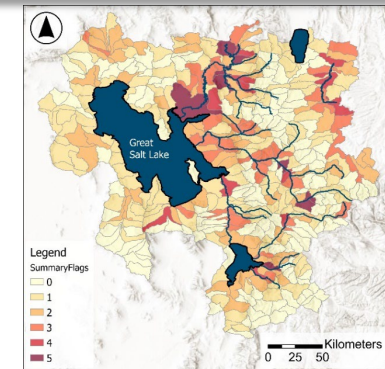 Great
Salt Lake
Legend
SummaryFlags
0
1
2
3
4
5
Kilometers
0 25 50